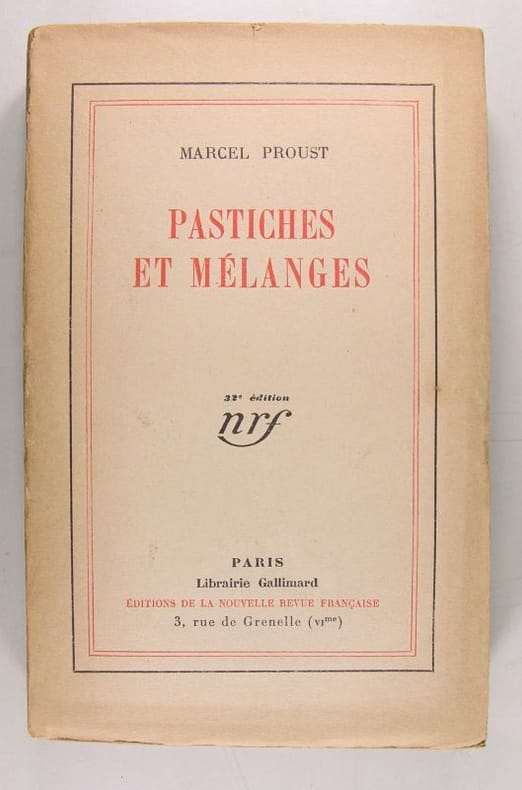 MARCEL PROUST
PASTICHES
ET MÉLANGES
32e édition
nrf
PARIS
Librairie Gallimard
ÉDITIONS DE LA NOUVELLE REVUE FRANÇAISE
3, rue de Grenelle (VIme)